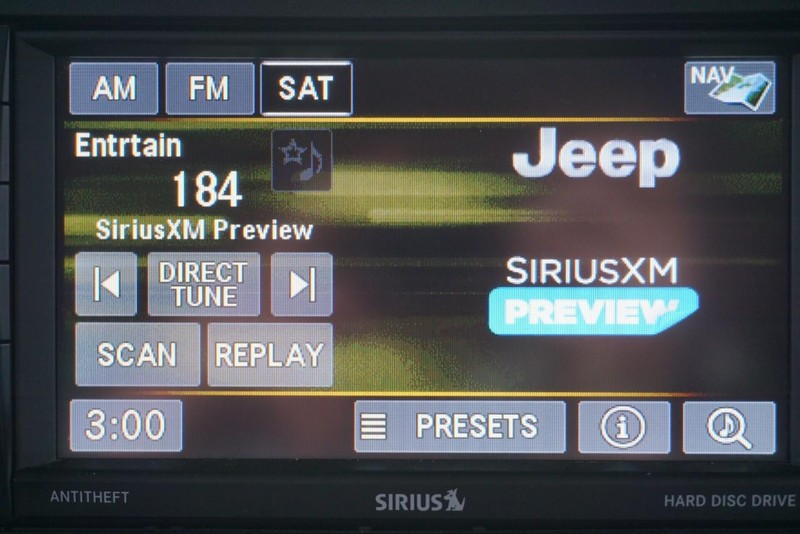 AM FM SAT NAV
Entrtain
184
SiriusXM Preview
DIRECT
TUNE
SCAN REPLAY
Jeep
SIRIUSXM
PREVIEW
3:00 PRESETS i
ANTITHEFT SIRIUS HARD DISC DRIVE